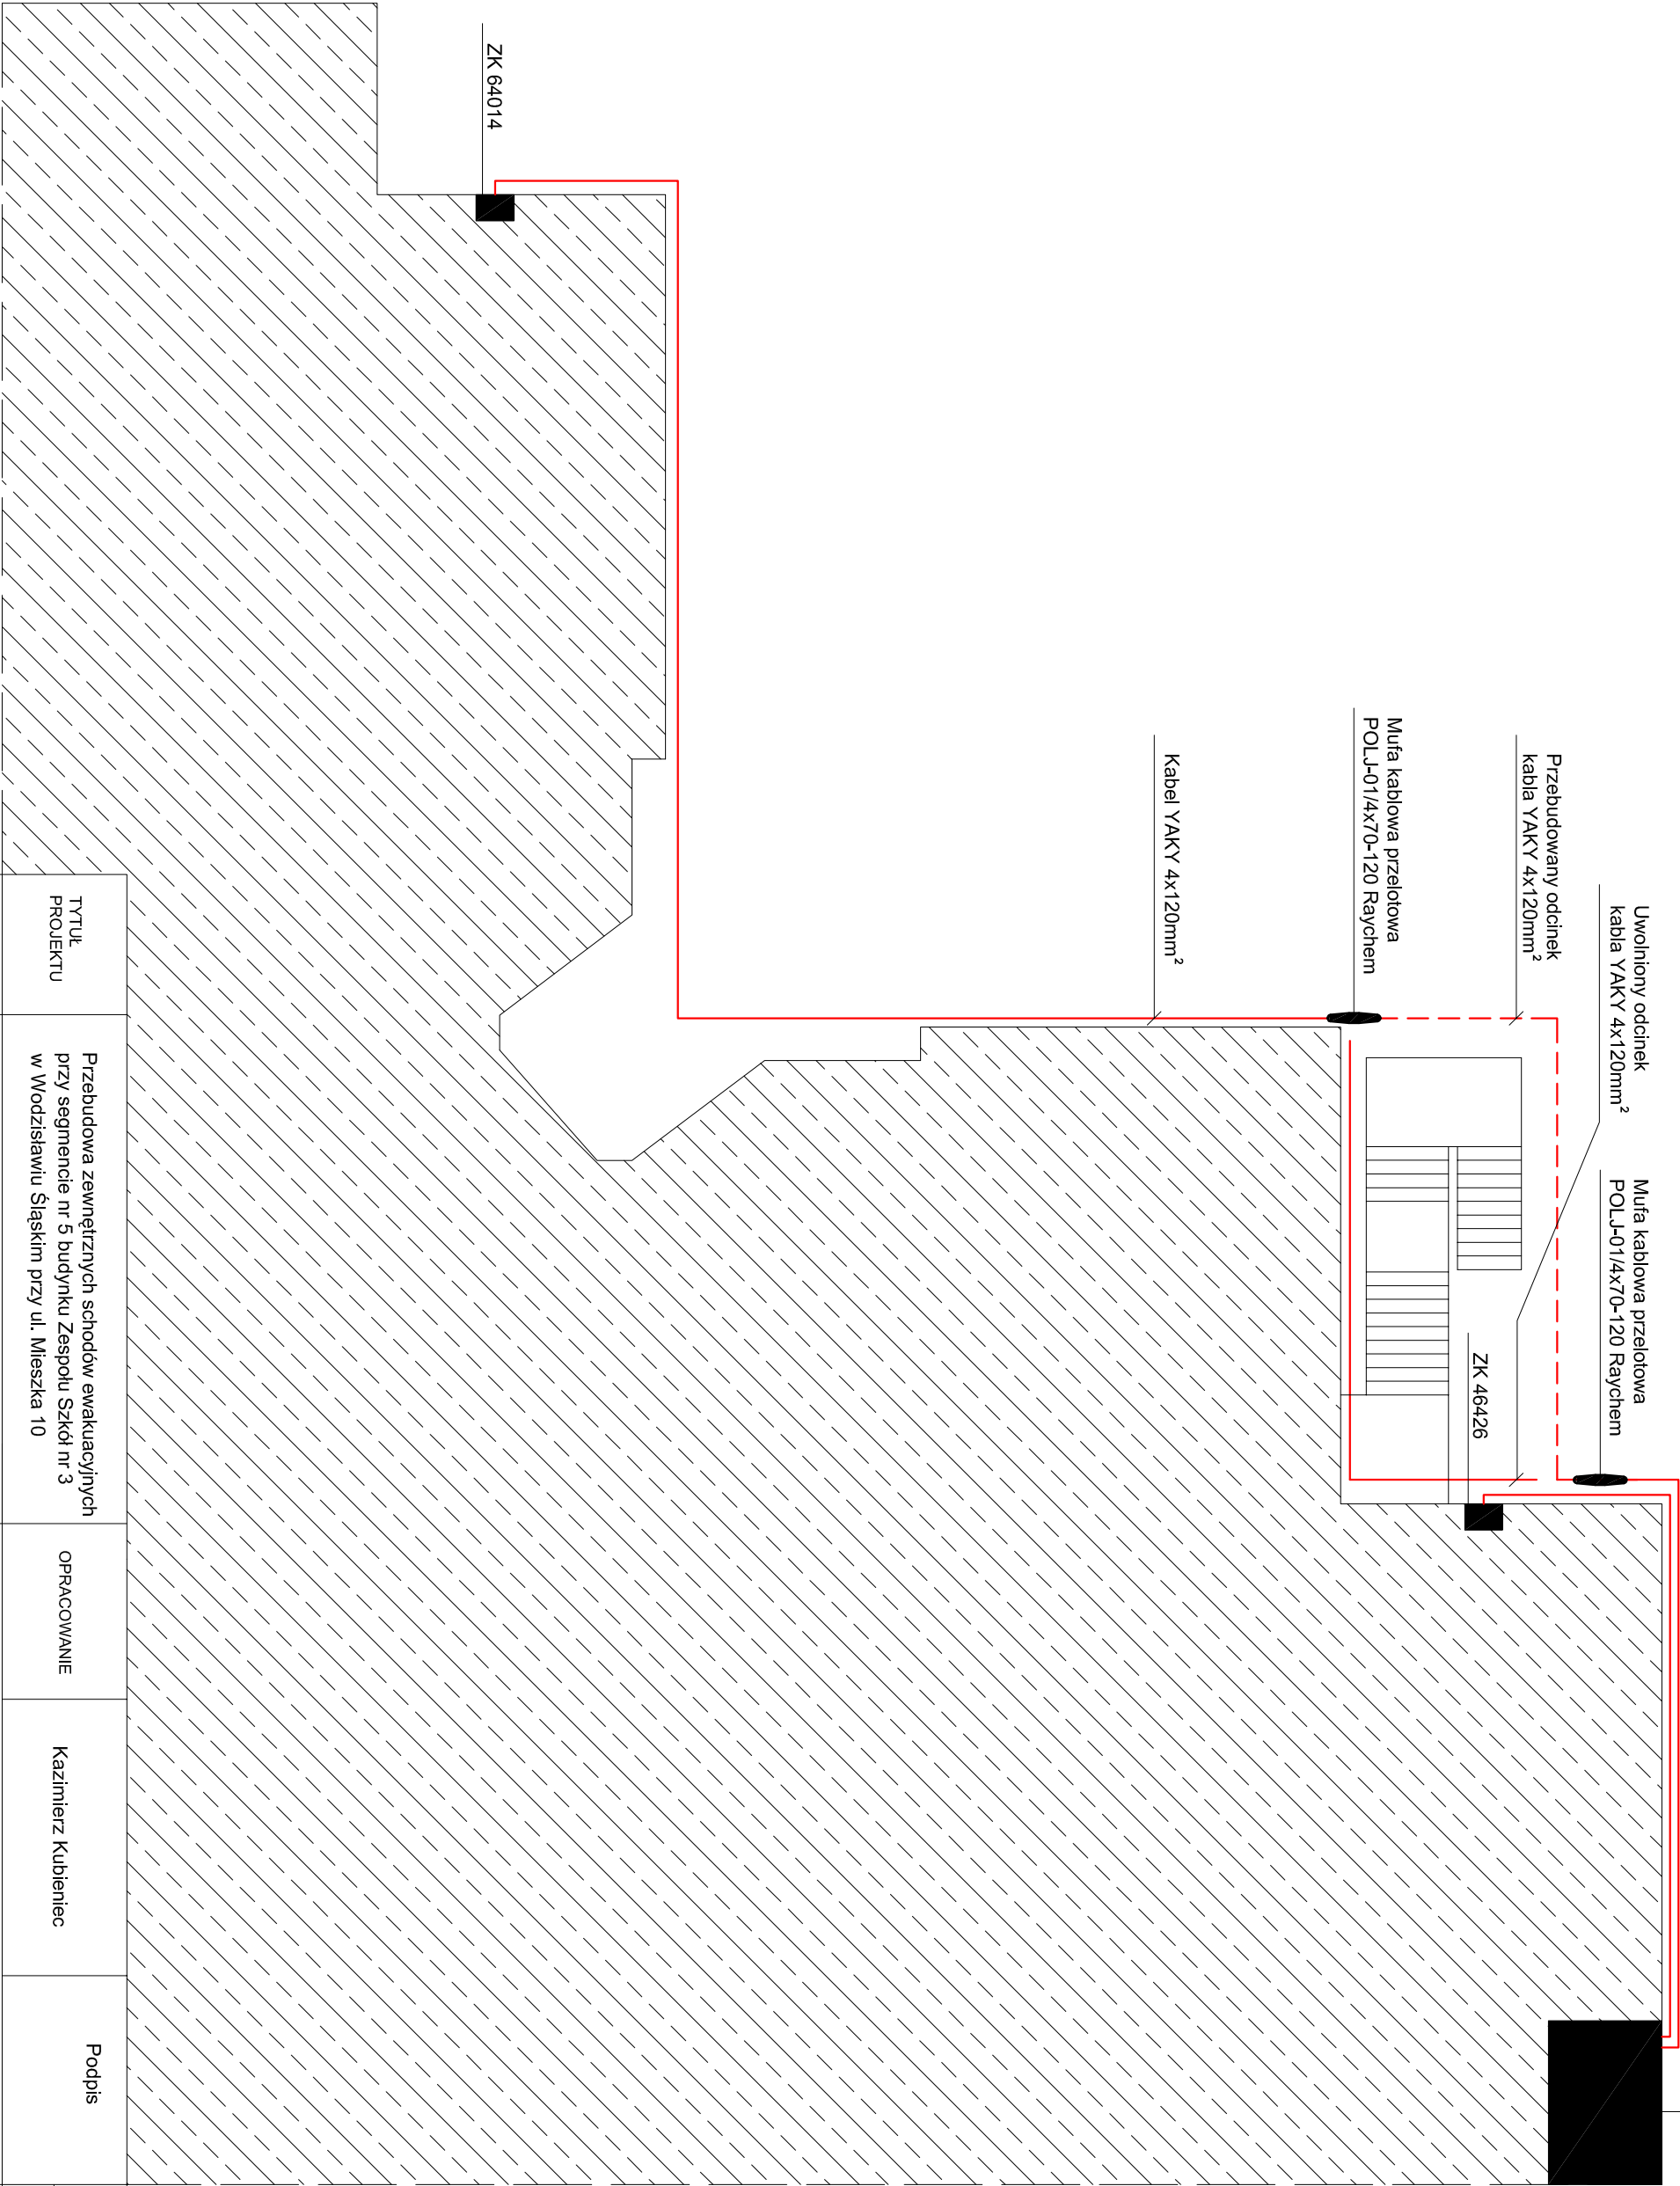 Uwolniony odcinek
kabla YAKY 4x120mm²
Mufa kablowa przelotowa
POLJ-01/4x70-120 Raychem
Przebudowany odcinek
kabla YAKY 4x120mm²
ZK 46426
Mufa kablowa przelotowa
POLJ-01/4x70-120 Raychem
Kabel YAKY 4x120mm²
ZK 64014
TYTUŁ
PROJEKTU
Przebudowa zewnętrznych schodów ewakuacyjnych
przy segmencie nr 5 budynku Zespołu Szkół nr 3
w Wodzisławiu Śląskim przy ul. Mieszka 10
OPRACOWANIE
Kazimierz Kubieniec
Podpis